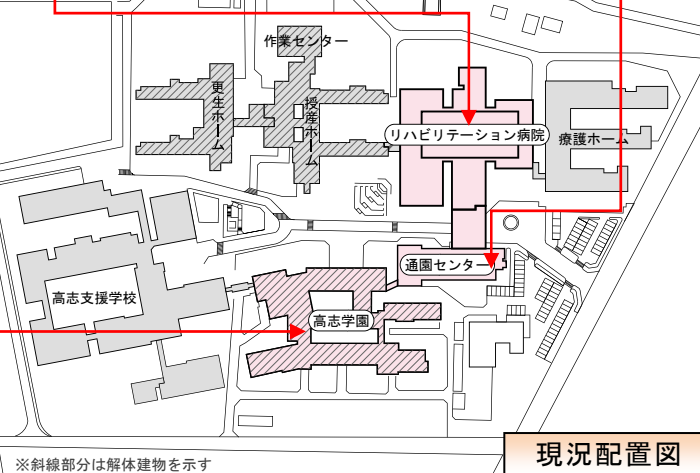 作業センター
更生ホーム
授産ホーム
リハビリテーション病院
療護ホーム
通園センター
高志支援学校
高志学園
※斜線部分は解体建物を示す
現況配置図